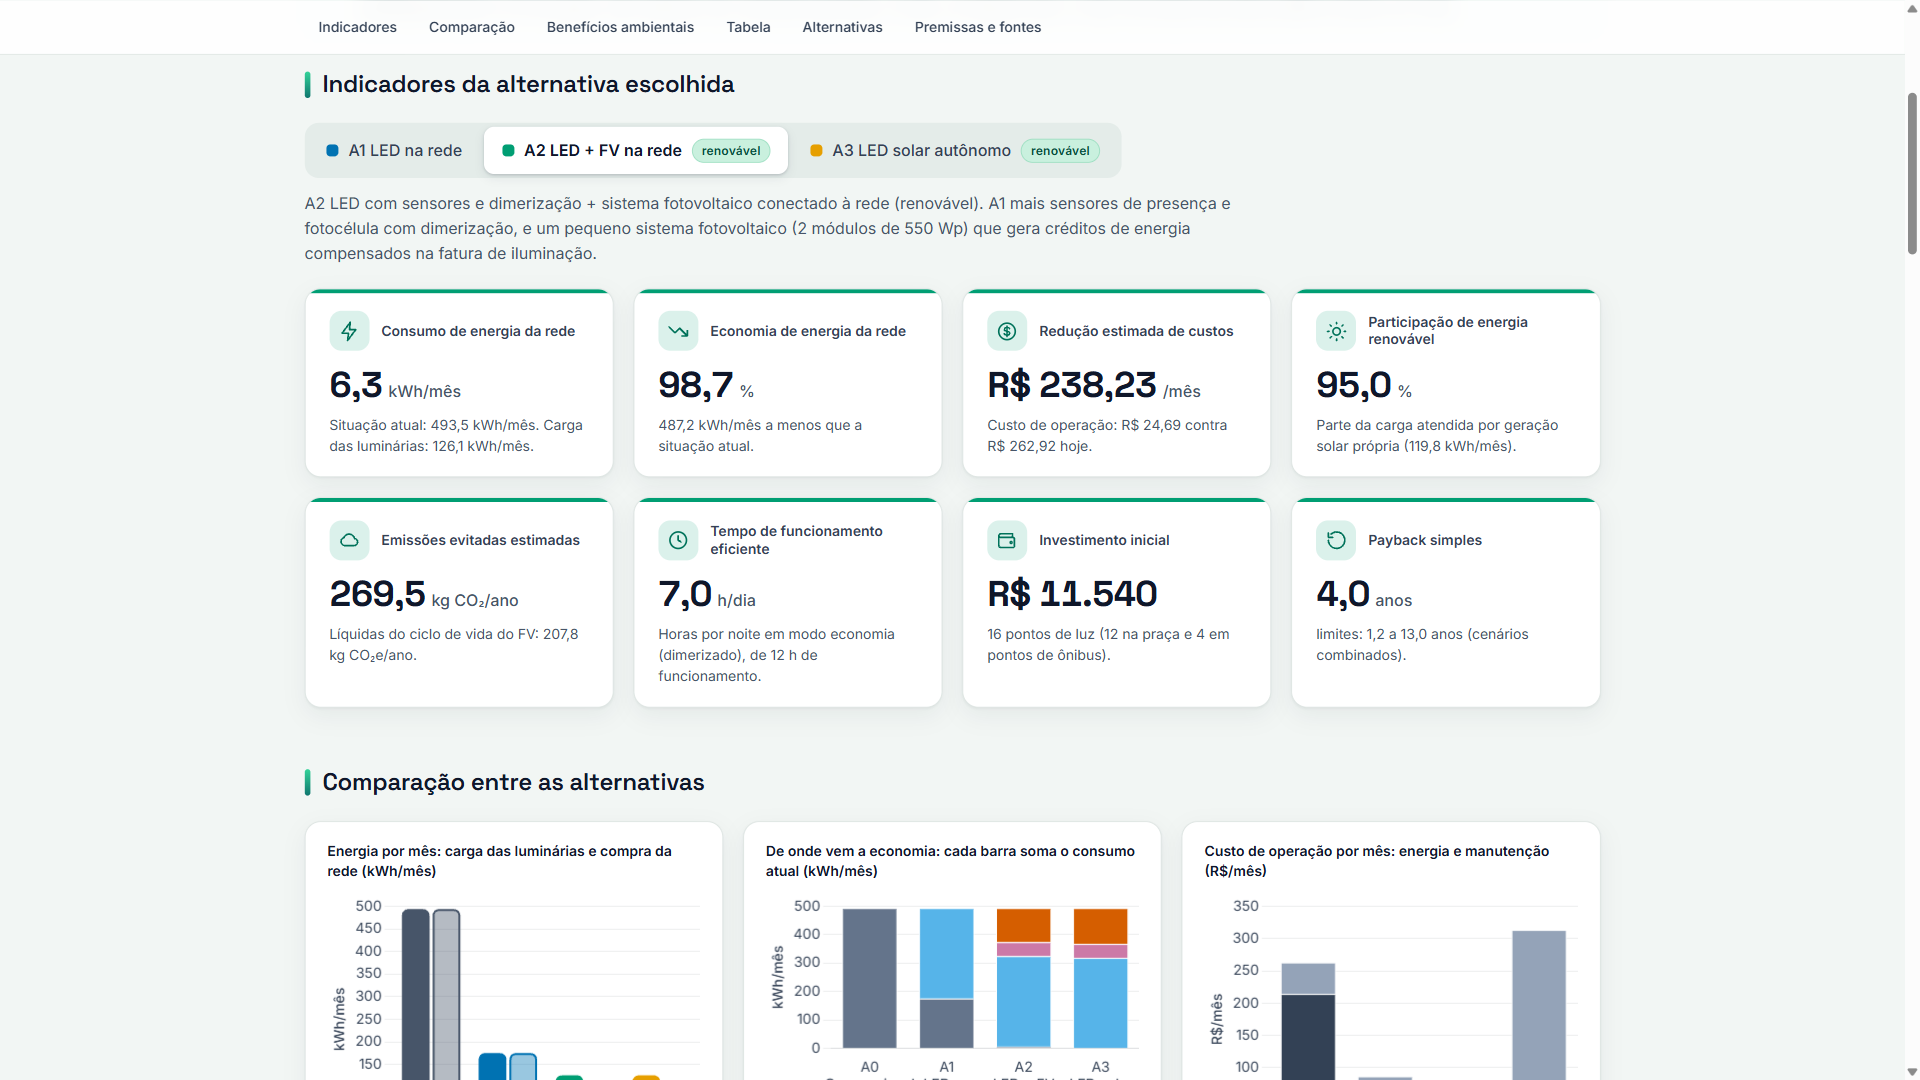 Indicadores
Comparação
Benefícios ambientais
Tabela
Alternativas
Premissas e fontes
Indicadores da alternativa escolhida
A1 LED na rede
A2 LED + FV na rede
renovável
A3 LED solar autônomo
renovável
A2 LED com sensores e dimerização + sistema fotovoltaico conectado à rede (renovável). A1 mais sensores de presença e
fotocélula com dimerização, e um pequeno sistema fotovoltaico (2 módulos de 550 Wp) que gera créditos de energia
compensados na fatura de iluminação.
Consumo de energia da rede
6,3 kWh/mês
Situação atual: 493,5 kWh/mês. Carga
das luminárias: 126,1 kWh/mês.
Economia de energia da rede
98,7 %
487,2 kWh/mês a menos que a
situação atual.
Redução estimada de custos
R$ 238,23 /mês
Custo de operação: R$ 24,69 contra
R$ 262,92 hoje.
Participação de energia
renovável
95,0 %
Parte da carga atendida por geração
solar própria (119,8 kWh/mês).
Emissões evitadas estimadas
269,5 kg CO₂/ano
Líquidas do ciclo de vida do FV: 207,8
kg CO₂e/ano.
Tempo de funcionamento
eficiente
7,0 h/dia
Horas por noite em modo economia
(dimerizado), de 12 h de
funcionamento.
Investimento inicial
R$ 11.540
16 pontos de luz (12 na praça e 4 em
pontos de ônibus).
Payback simples
4,0 anos
limites: 1,2 a 13,0 anos (cenários
combinados).
Comparação entre as alternativas
Energia por mês: carga das luminárias e compra da
rede (kWh/mês)
500
450
400
350
300
250
200
150
kWh/mês
De onde vem a economia: cada barra soma o consumo
atual (kWh/mês)
500
400
300
200
100
0
kWh/mês
A0
A1
A2
A3
Custo de operação por mês: energia e manutenção
(R$/mês)
350
300
250
200
150
100
R$/mês